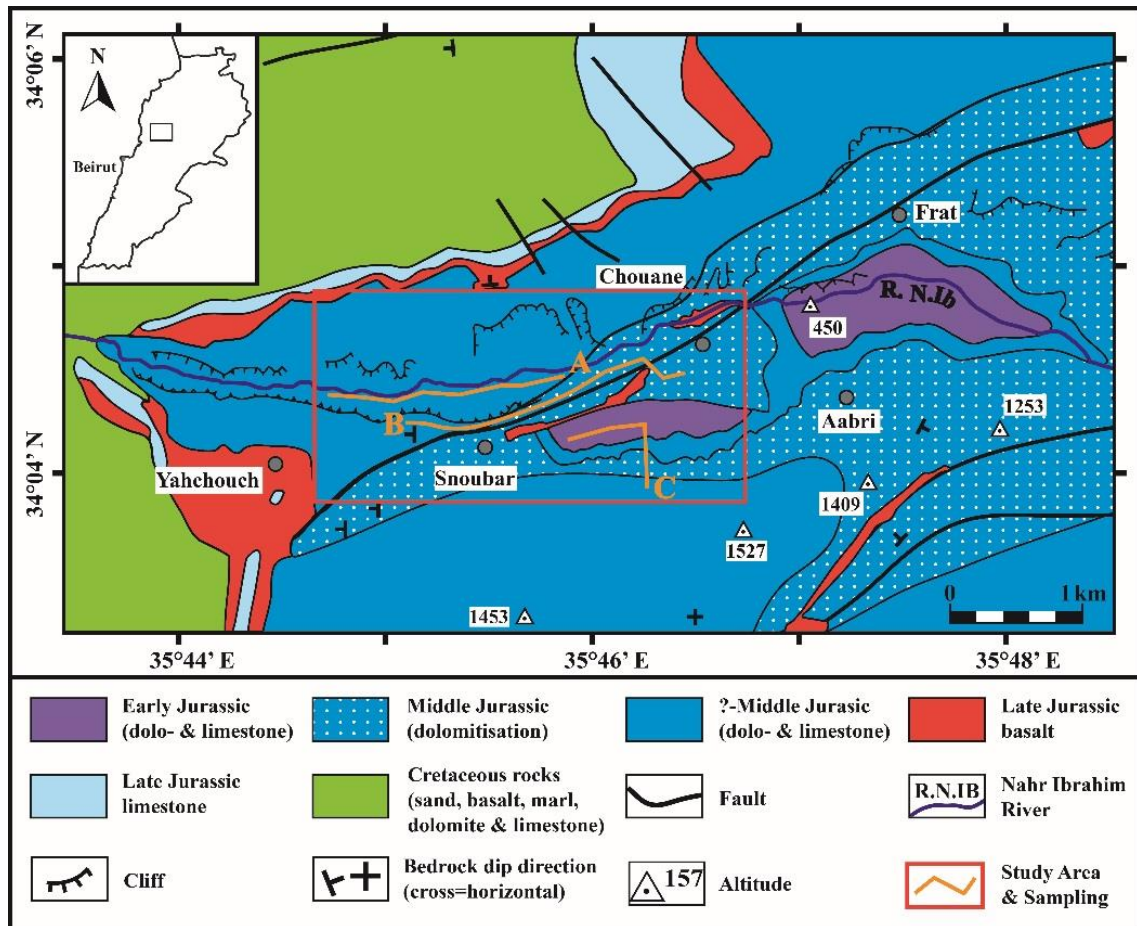 34°06’ N
N
Beirut
Frat
Chouane
R. N.Ib
450
A
Aabri
1253
B
34°04’ N
Yahchouch
Snoubar
C
1409
1527
1453
0 1 km
35°44’ E
35°46’ E
35°48’ E
Early Jurassic
(dolo- & limestone)
Middle Jurassic
(dolomitisation)
?-Middle Jurasic
(dolo- & limestone)
Late Jurassic
basalt
Late Jurassic
limestone
Cretaceous rocks
(sand, basalt, marl,
dolomite & limestone)
Fault
R.N.IB
Nahr Ibrahim
River
Cliff
Bedrock dip direction
(cross=horizontal)
157
Altitude
Study Area
& Sampling